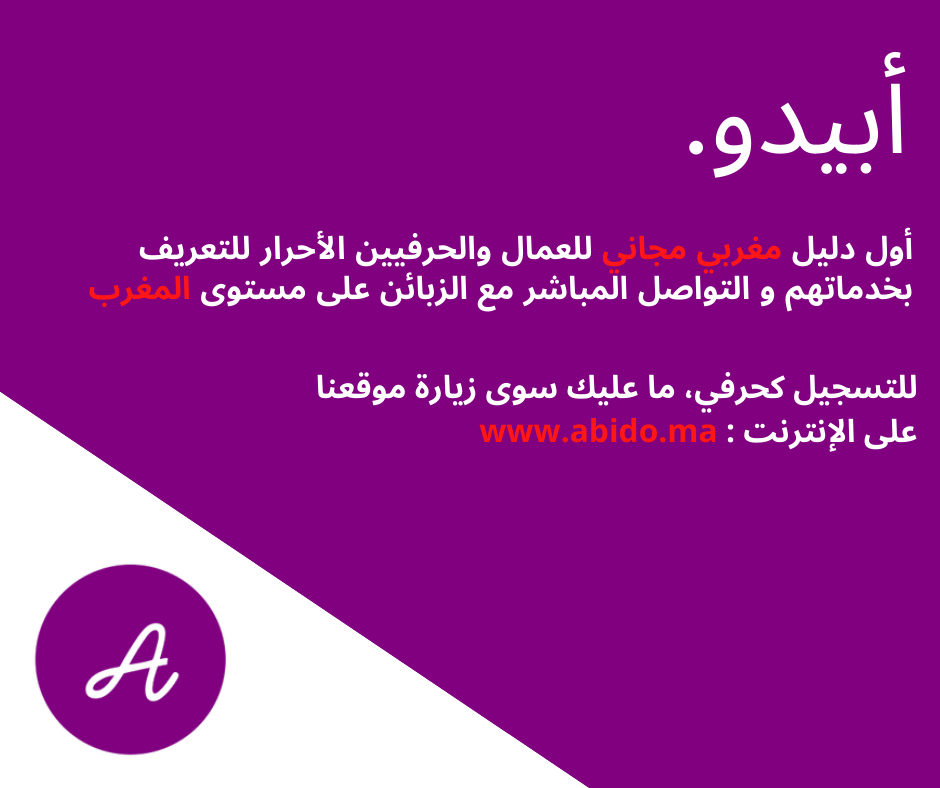 أبيدو.
أول دليل مغربي مجاني للعمال والحرفيين الأحرار للتعريف
بخدماتهم و التواصل المباشر مع الزبائن على مستوى المغرب
للتسجيل كحرفي، ما عليك سوى زيارة موقعنا
على الإنترنت : www.abido.ma
A